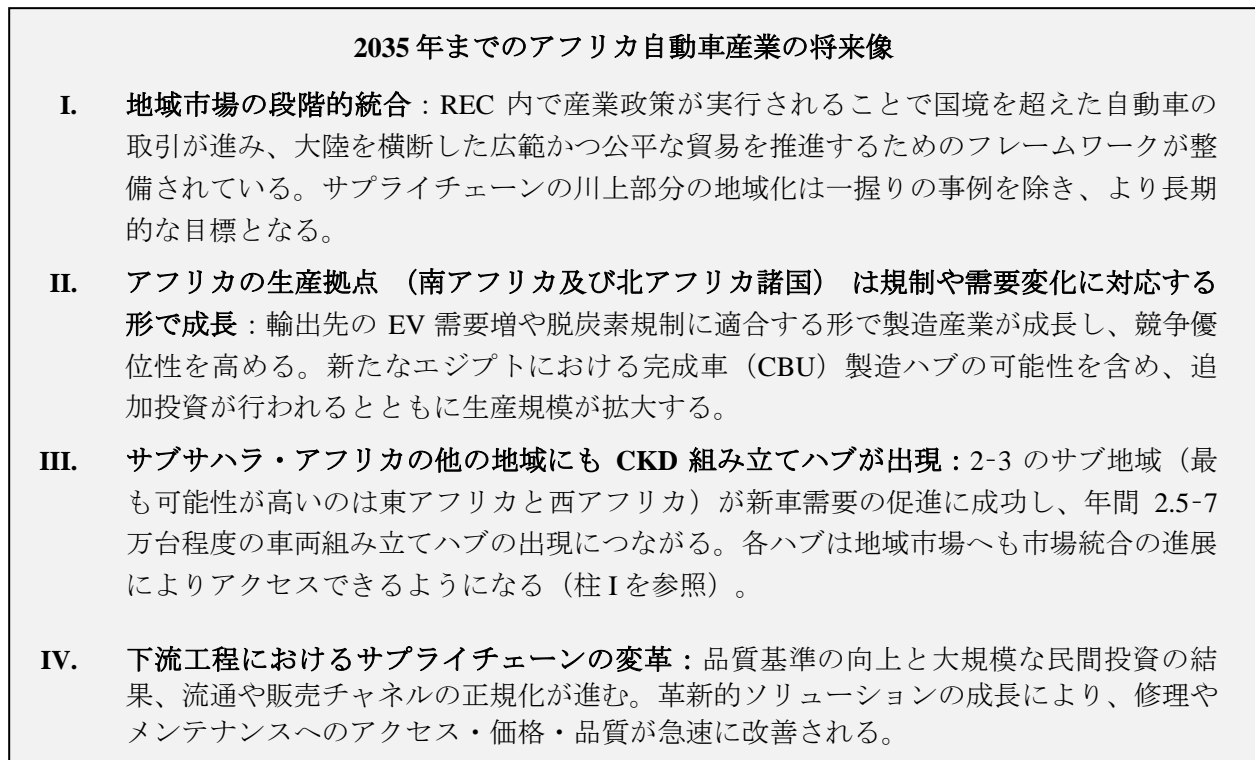 2035 年までのアフリカ自動車産業の将来像
I. 地域市場の段階的統合：REC 内で産業政策が実行されることで国境を超えた自動車の
取引が進み、大陸を横断した広範かつ公平な貿易を推進するためのフレームワークが整
備されている。サプライチェーンの川上部分の地域化は一握りの事例を除き、より長期
的な目標となる。
II. アフリカの生産拠点 （南アフリカ及び北アフリカ諸国） は規制や需要変化に対応する
形で成長：輸出先の EV 需要増や脱炭素規制に適合する形で製造産業が成長し、競争優
位性を高める。新たなエジプトにおける完成車（CBU）製造ハブの可能性を含め、追
加投資が行われるとともに生産規模が拡大する。
III. サブサハラ・アフリカの他の地域にも CKD 組み立てハブが出現：2-3 のサブ地域（最
も可能性が高いのは東アフリカと西アフリカ）が新車需要の促進に成功し、年間 2.5-7
万台程度の車両組み立てハブの出現につながる。各ハブは地域市場へも市場統合の進展
によりアクセスできるようになる（柱 I を参照）。
IV. 下流工程におけるサプライチェーンの変革：品質基準の向上と大規模な民間投資の結
果、流通や販売チャネルの正規化が進む。革新的ソリューションの成長により、修理や
メンテナンスへのアクセス・価格・品質が急速に改善される。